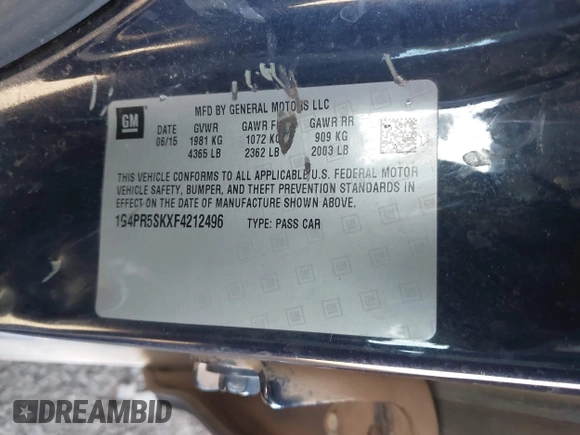 MFD BY GENERAL MOTORS LLC
GM
DATE GVWR GAWR GAWR RR
06/15 1981 KG 1072 KG 909 KG
4365 LB 2362 LB 2003 LB
THIS VEHICLE CONFORMS TO ALL APPLICABLE U.S. FEDERAL MOTOR
VEHICLE SAFETY, BUMPER, AND THEFT PREVENTION STANDARDS IN
EFFECT ON THE DATE OF MANUFACTURE SHOWN ABOVE.
1G4PR5SKXF4212496 TYPE: PASS CAR
DREAMBID